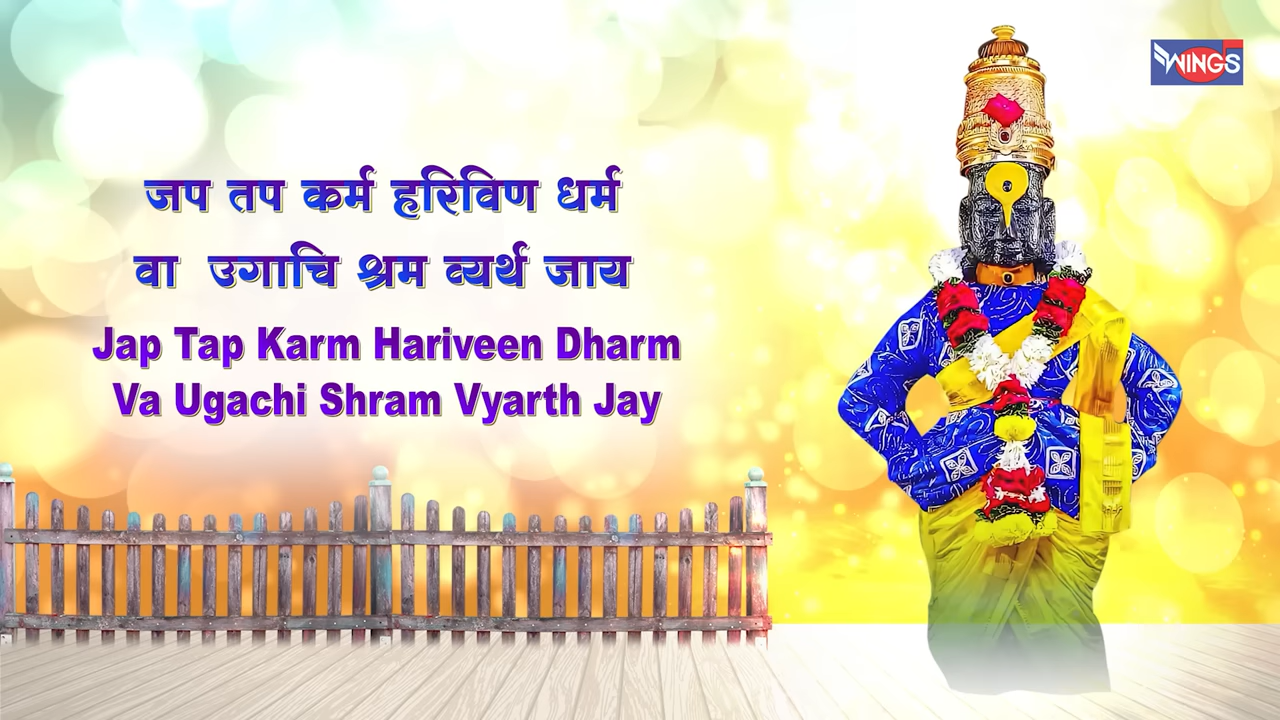 जप तप कर्म हरिविण धर्म
वा उगाचि श्रम व्यर्थ जाय
Jap Tap Karm Hariveen Dharm
Va Ugachi Shram Vyarth Jay
WINGS